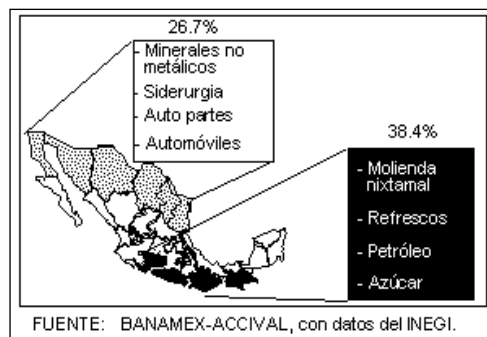 26.7%
- Minerales no
metálicos
- Siderurgia
- Auto partes
- Automóviles
38.4%
- Molienda
nixtamal
- Refrescos
- Petróleo
- Azúcar
FUENTE: BANAMEX-ACCIVAL, con datos del INEGI.